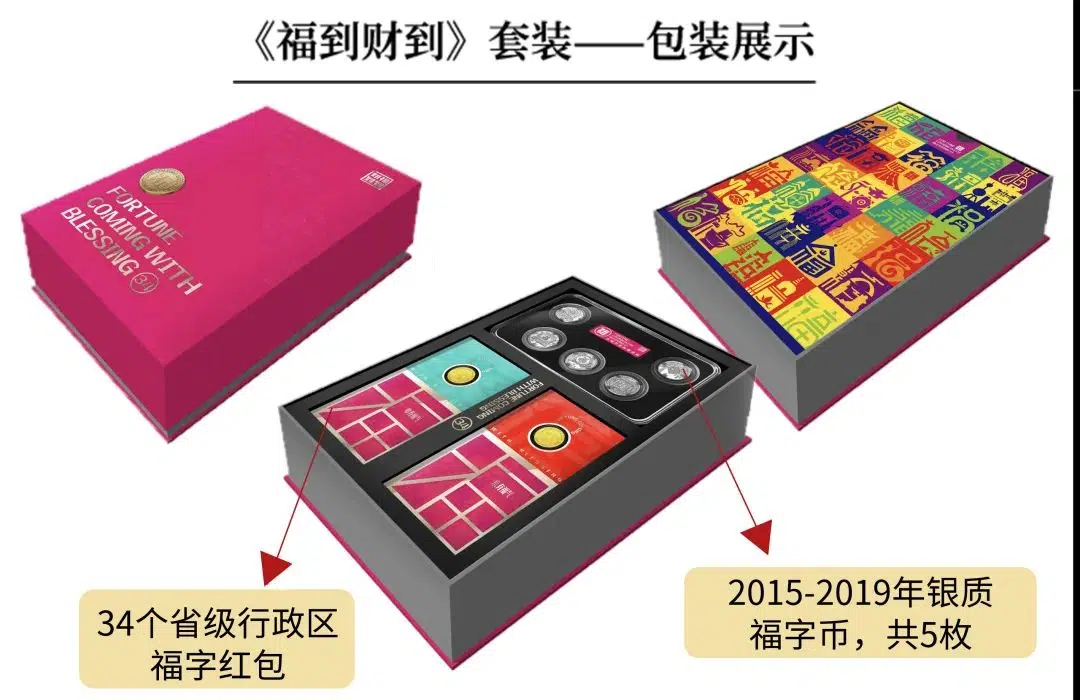 《福到财到》套装——包装展示
FORTUNE
COMING WITH
BLESSING
FORTUNE COMING
WITH BLESSING
34个省级行政区
福字红包
2015-2019年银质
福字币，共5枚